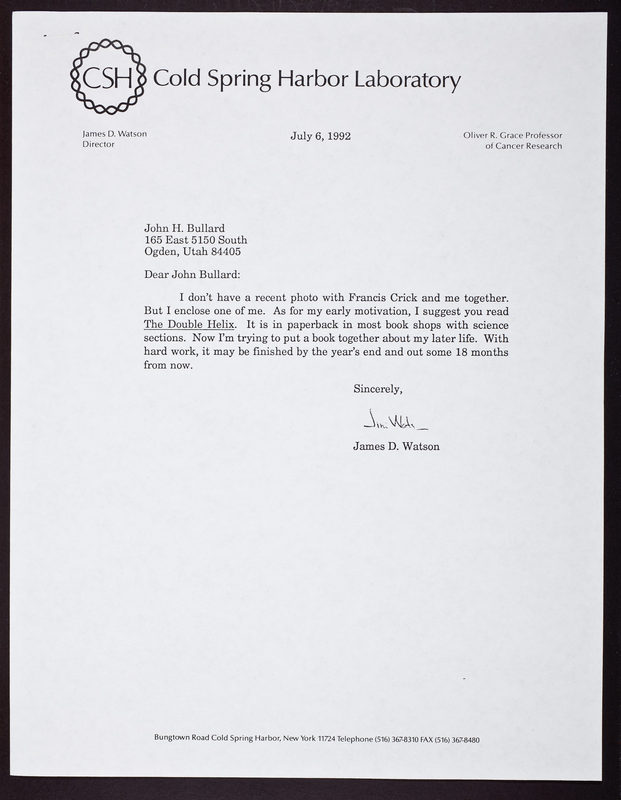 CSH Cold Spring Harbor Laboratory
James D. Watson
Director
July 6, 1992
Oliver R. Grace Professor
of Cancer Research
John H. Bullard
165 East 5150 South
Ogden, Utah 84405
Dear John Bullard:
I don't have a recent photo with Francis Crick and me together.
But I enclose one of me. As for my early motivation, I suggest you read
The Double Helix. It is in paperback in most book shops with science
sections. Now I'm trying to put a book together about my later life. With
hard work, it may be finished by the year's end and out some 18 months
from now.
Sincerely,
Jim Watson
James D. Watson
Bungtown Road Cold Spring Harbor, New York 11724 Telephone (516) 367-8310 FAX (516) 367-8480